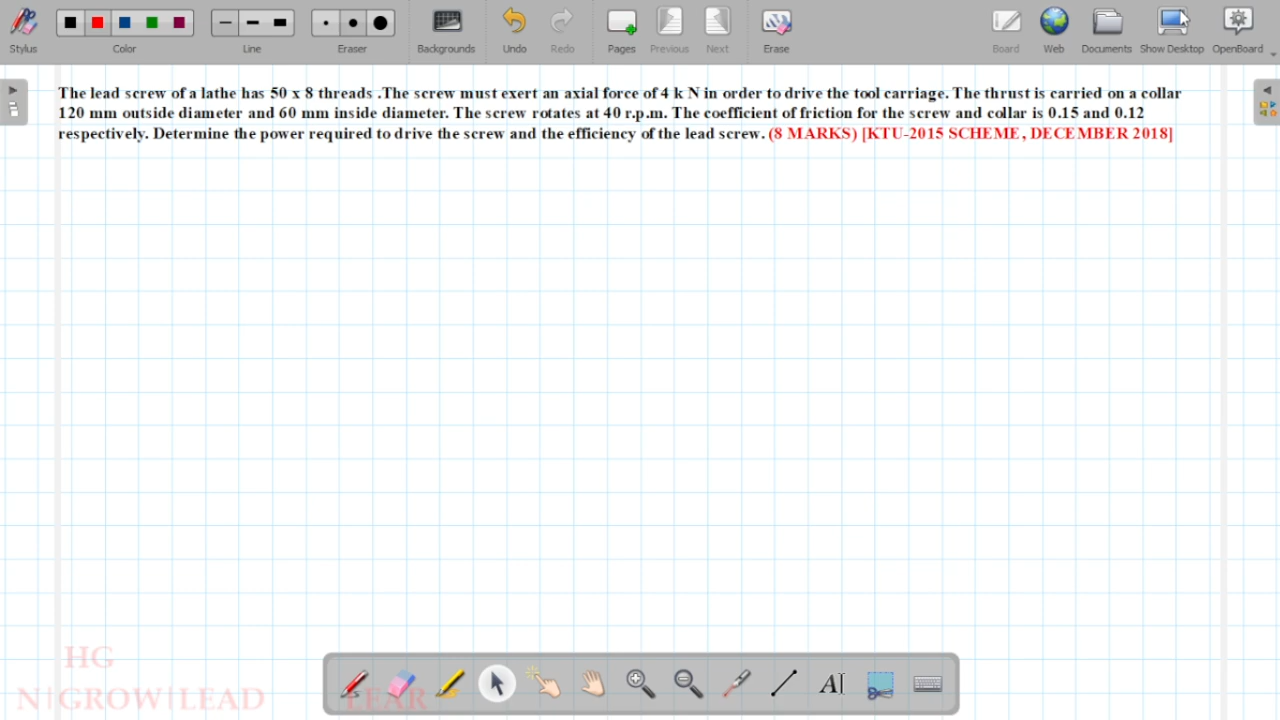 Stylus
Color
Line
Eraser
Backgrounds
Undo
Redo
Pages
Previous
Next
Erase
Board
Web
Documents
Show Desktop
OpenBoard
The lead screw of a lathe has 50 x 8 threads .The screw must exert an axial force of 4 k N in order to drive the tool carriage. The thrust is carried on a collar
120 mm outside diameter and 60 mm inside diameter. The screw rotates at 40 r.p.m. The coefficient of friction for the screw and collar is 0.15 and 0.12
respectively. Determine the power required to drive the screw and the efficiency of the lead screw. (8 MARKS) [KTU-2015 SCHEME, DECEMBER 2018]
HG
N|GROW|LEAD
LEAR
AI